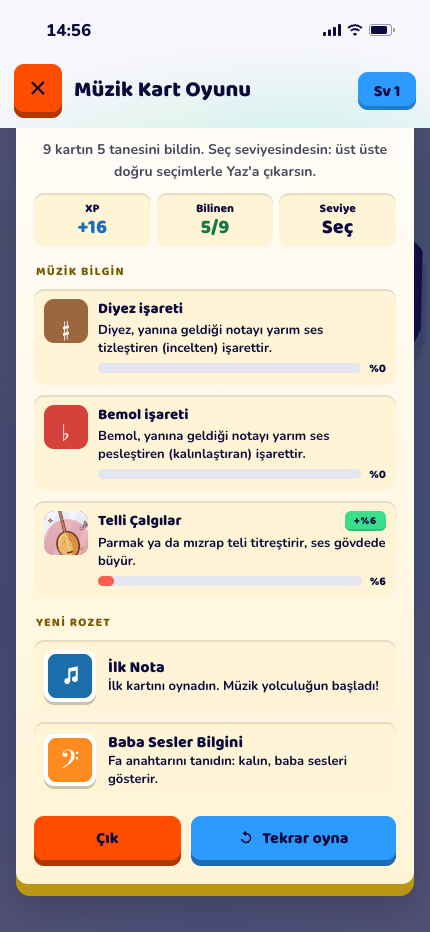 14:56
Müzik Kart Oyunu
Sv 1
9 kartın 5 tanesini bildin. Seç seviyesindesin: üst üste
doğru seçimlerle Yaz'a çıkarsın.
XP
+16
Bilinen
5/9
Seviye
Seç
MÜZİK BİLGİN
Diyez işareti
Diyez, yanına geldiği notayı yarım ses
tizleştiren (incelten) işarettir.
%0
Bemol işareti
Bemol, yanına geldiği notayı yarım ses
pesleştiren (kalınlaştıran) işarettir.
%0
Telli Çalgılar
+%6
Parmak ya da mızrap teli titreştirir, ses gövdede
büyür.
%6
YENİ ROZET
İlk Nota
İlk kartını oynadın. Müzik yolculuğun başladı!
Baba Sesler Bilgini
Fa anahtarını tanıdın: kalın, baba sesleri
gösterir.
Çık
Tekrar oyna